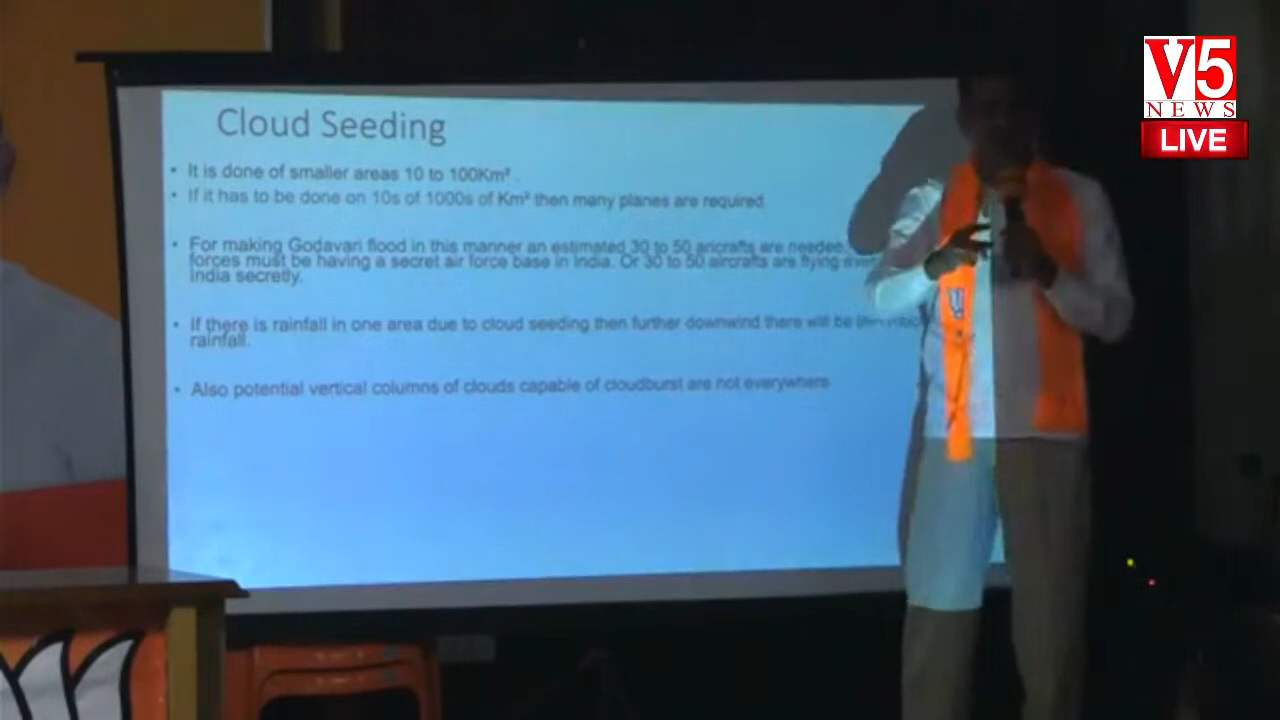 V5
NEWS
LIVE
Cloud Seeding
• It is done of smaller areas 10 to 100Km² .
• If it has to be done on 10s of 1000s of Km² then many planes are required
• For making Godavari flood in this manner an estimated 30 to 50 aricrafts are needed.
forces must be having a secret air force base in India. Or 30 to 50 aircrafts are flying
India secretly.
• If there is rainfall in one area due to cloud seeding then further downwind there will be
rainfall.
• Also potential vertical columns of clouds capable of cloudburst are not everywhere